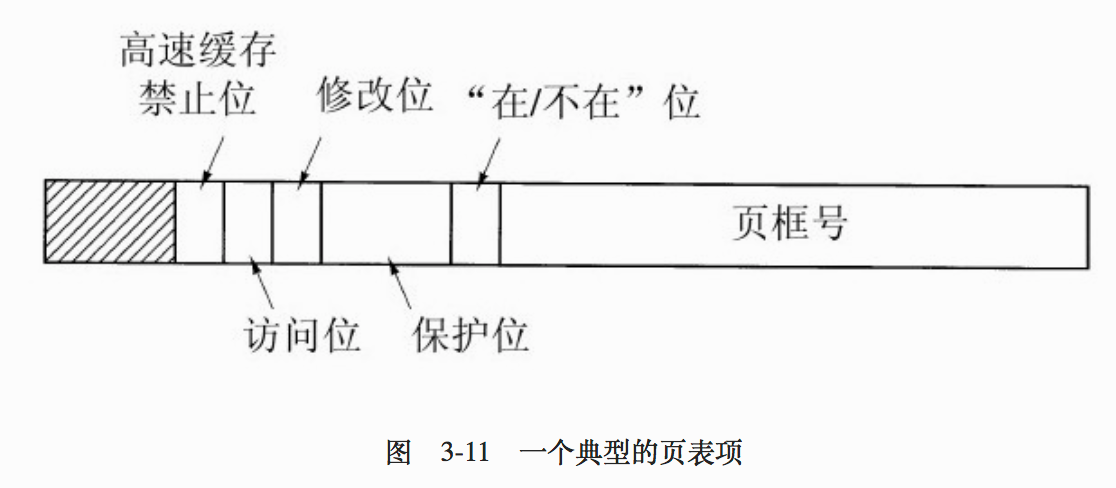 高速缓存
禁止位
修改位
“在/不在”位
页框号
访问位
保护位
图 3-11 一个典型的页表项